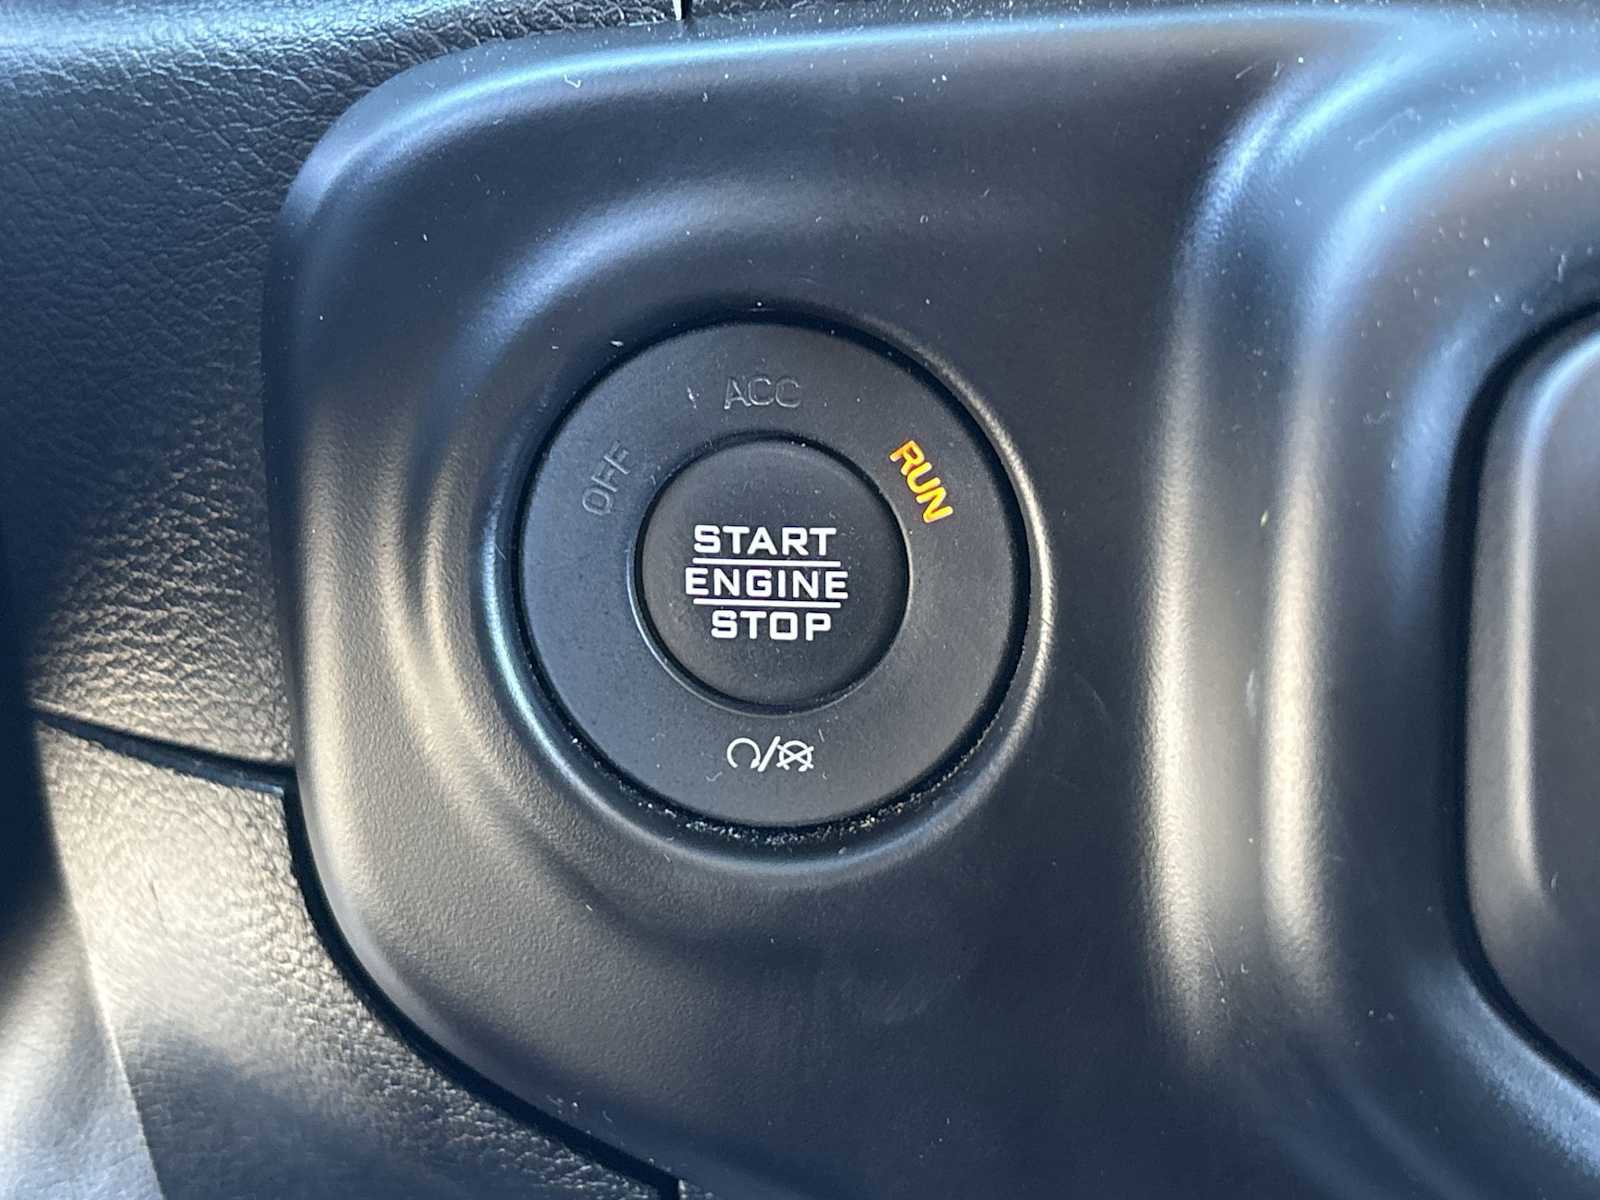 ACC
OFF
RUN
START
ENGINE
STOP